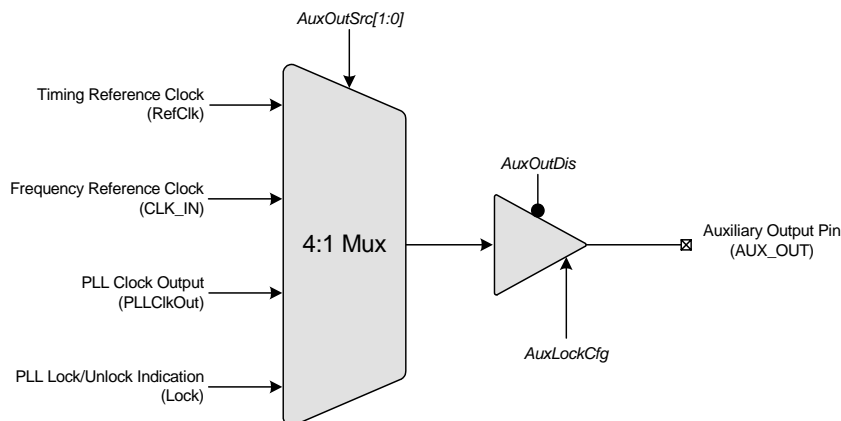 AuxOutSrc[1:0]
Timing Reference Clock
(RefClk)
Frequency Reference Clock
(CLK_IN)
PLL Clock Output
(PLLClkOut)
PLL Lock/Unlock Indication
(Lock)
4:1 Mux
AuxOutDis
AuxLockCfg
Auxiliary Output Pin
(AUX_OUT)